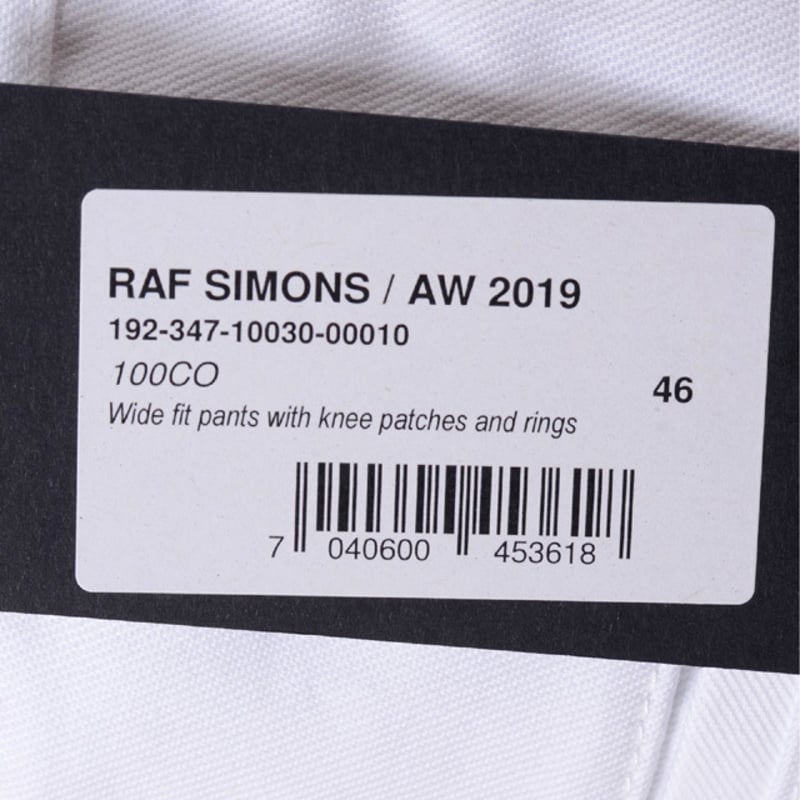 RAF SIMONS / AW 2019
192-347-10030-00010
100CO
46
Wide fit pants with knee patches and rings
7 040600 453618